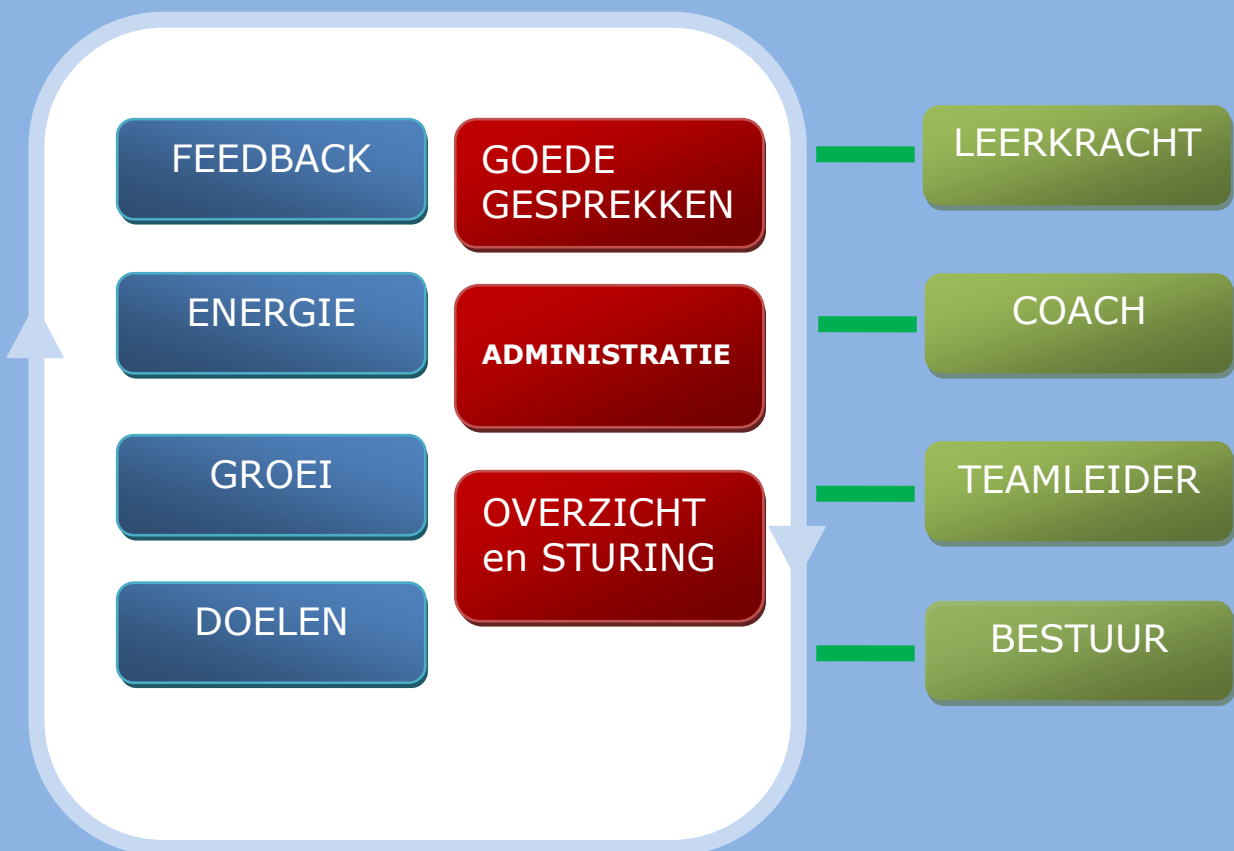 FEEDBACK
ENERGIE
GROEI
DOELEN
GOEDE
GESPREKKEN
ADMINISTRATIE
OVERZICHT
en STURING
LEERKRACHT
COACH
TEAMLEIDER
BESTUUR